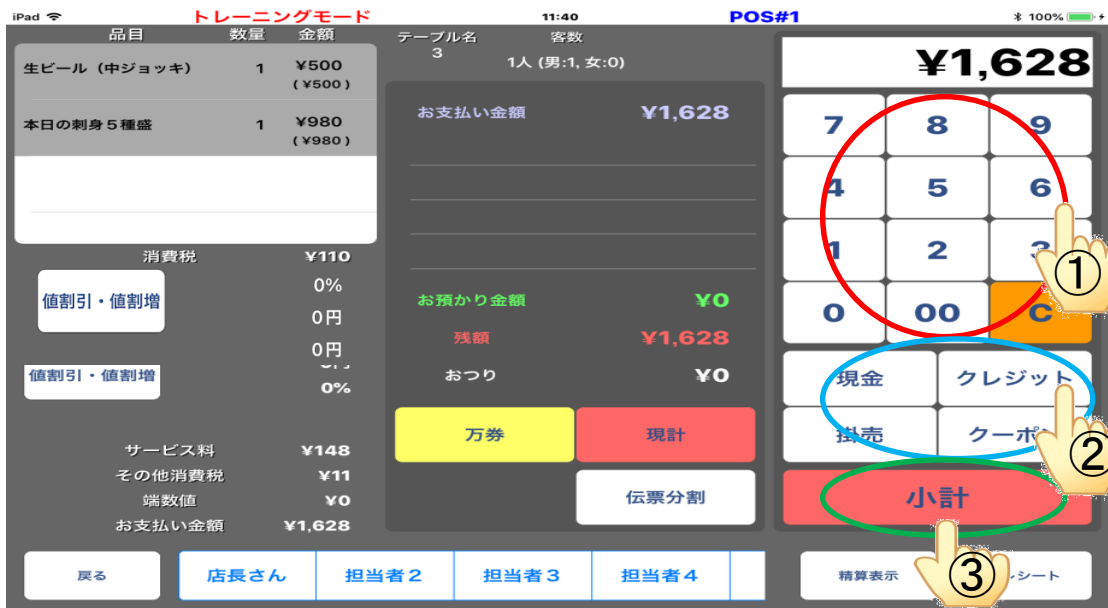 iPad トレーニングモード 11:40 POS#1 100%
品目 数量 金額
生ビール（中ジョッキ） 1 ¥500
(¥500)
本日の刺身５種盛 1 ¥980
(¥980)
消費税 ¥110
値割引・値割増 0%
0円
0円
値割引・値割増 0%
サービス料 ¥148
その他消費税 ¥11
端数値 ¥0
お支払い金額 ¥1,628
テーブル名 客数
3 1人 (男:1, 女:0)
お支払い金額 ¥1,628
お預かり金額 ¥0
残額 ¥1,628
おつり ¥0
万券 現計
伝票分割
¥1,628
7 8 9
4 5 6
1 2 3
①
0 00 C
現金 クレジット
掛売
②
小計
③
戻る 店長さん 担当者２ 担当者３ 担当者４ 精算表示 シート